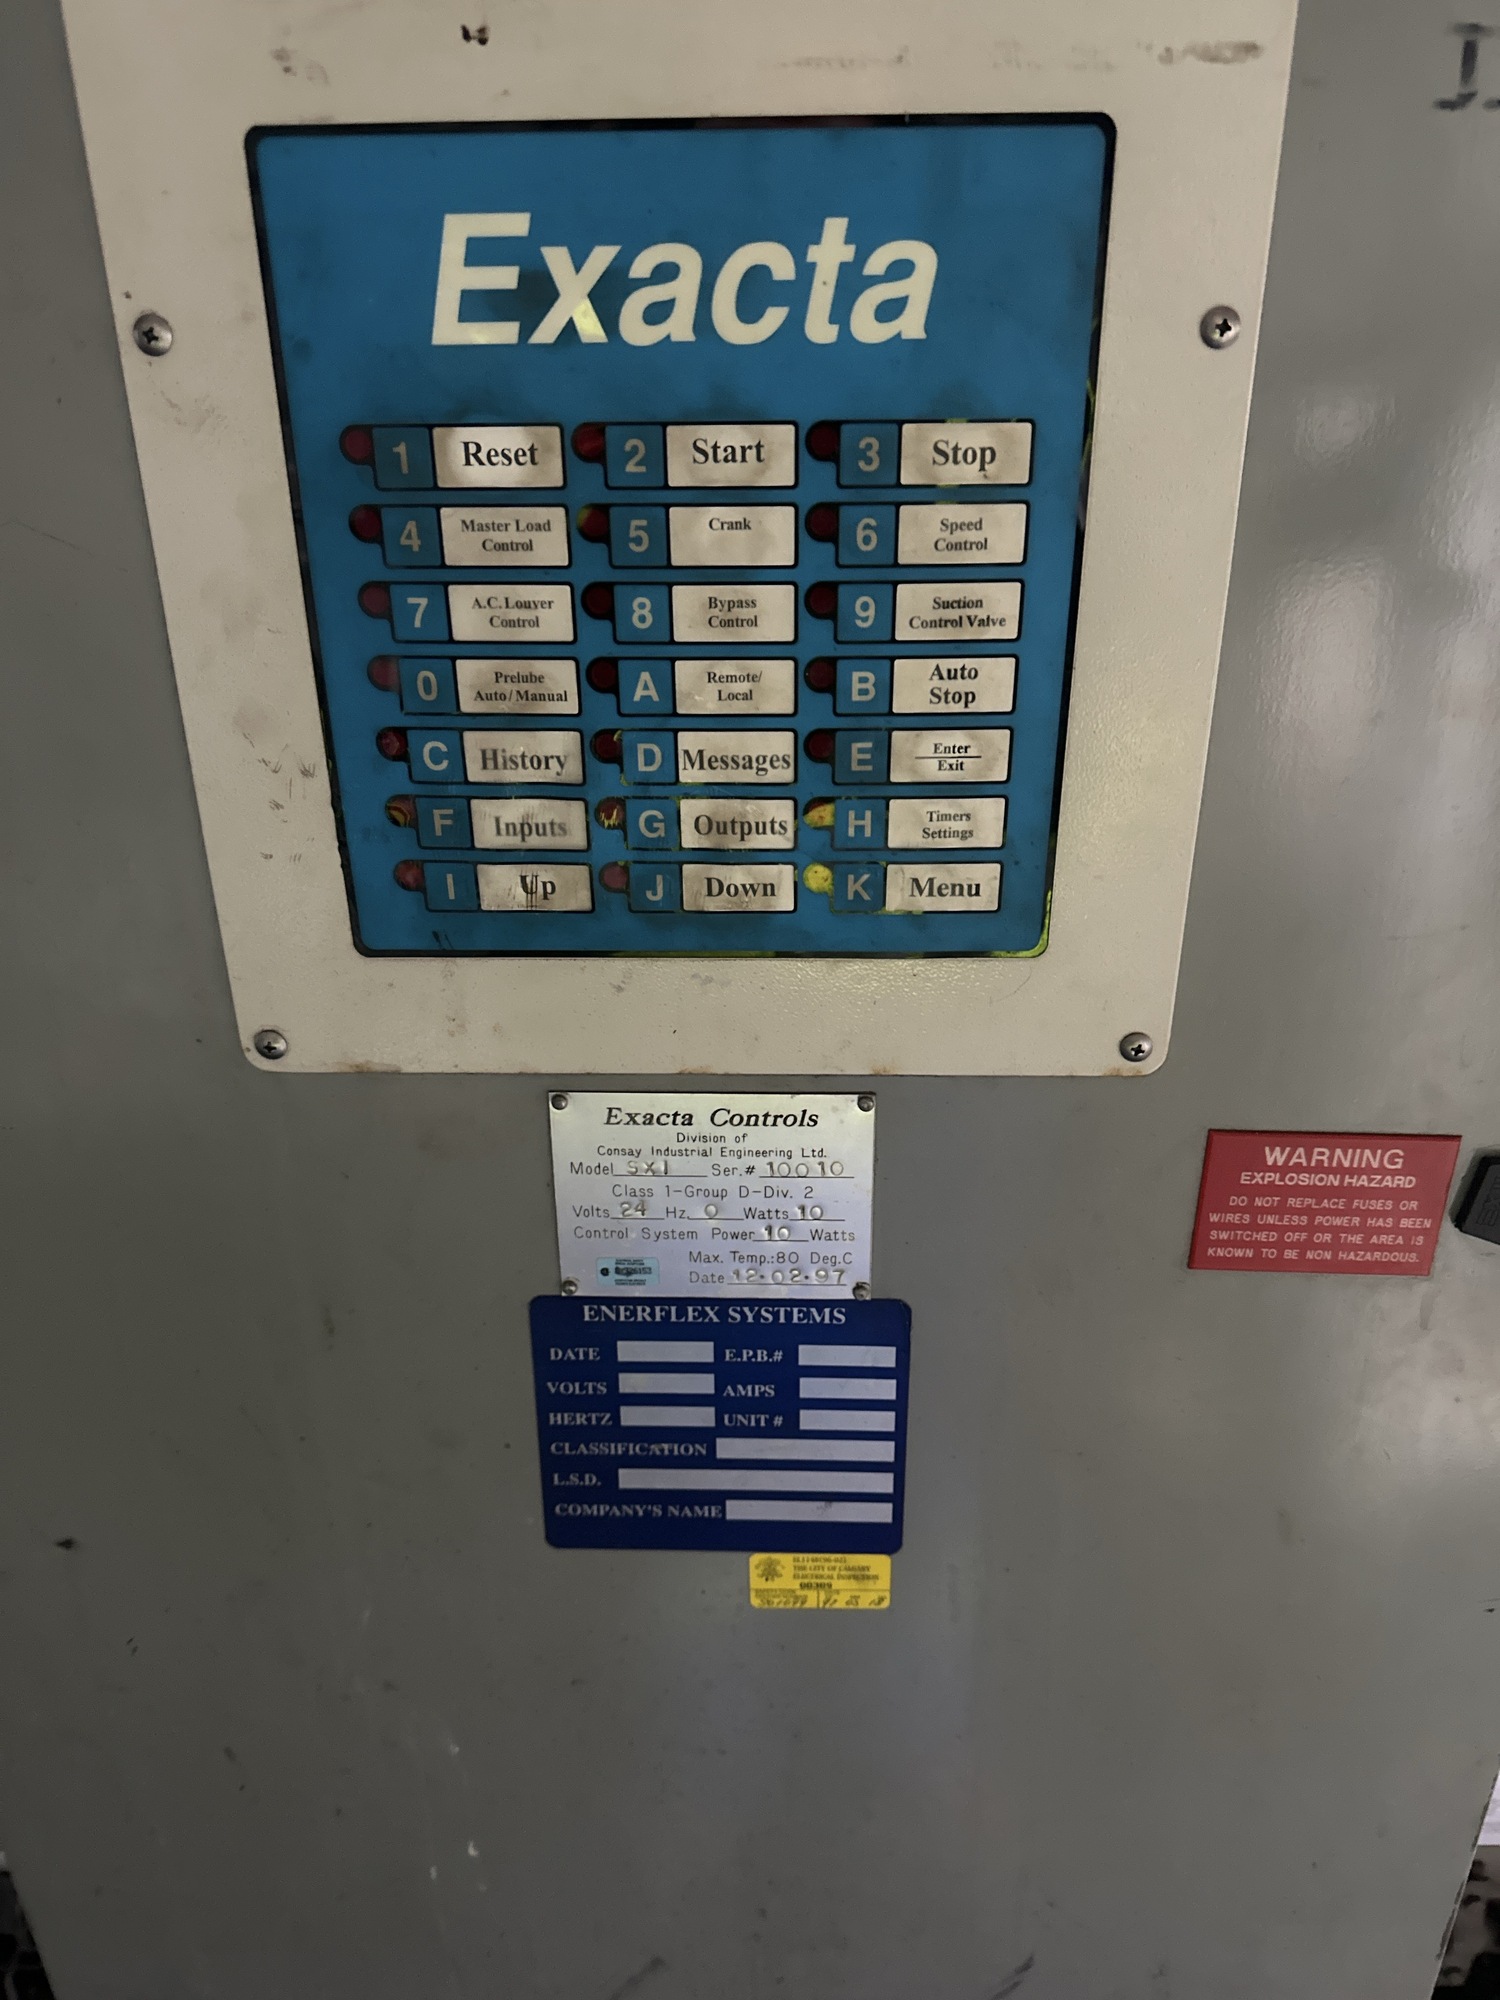 Exacta
1 Reset 2 Start 3 Stop
4 Master Load Control 5 Crank 6 Speed Control
7 A.C. Louver Control 8 Bypass Control 9 Suction Control Valve
0 Prelube Auto/Manual A Remote/Local B Auto Stop
C History D Messages E Enter Exit
F Inputs G Outputs H Timers Settings
I Up J Down K Menu
Exacta Controls
Division of
Consay Industrial Engineering Ltd.
Model SX1 Ser.# 10010
Class 1-Group D-Div. 2
Volts 24 Hz. 0 Watts 10
Control System Power 10 Watts
Max. Temp.:80 Deg.C
Date 12·02·97
WARNING
EXPLOSION HAZARD
DO NOT REPLACE FUSES OR
WIRES UNLESS POWER HAS BEEN
SWITCHED OFF OR THE AREA IS
KNOWN TO BE NON HAZARDOUS.
ENERFLEX SYSTEMS
DATE E.P.B.#
VOLTS AMPS
HERTZ UNIT #
CLASSIFICATION
L.S.D.
COMPANY'S NAME
THE CITY OF CALGARY
ELECTRICAL INSPECTION